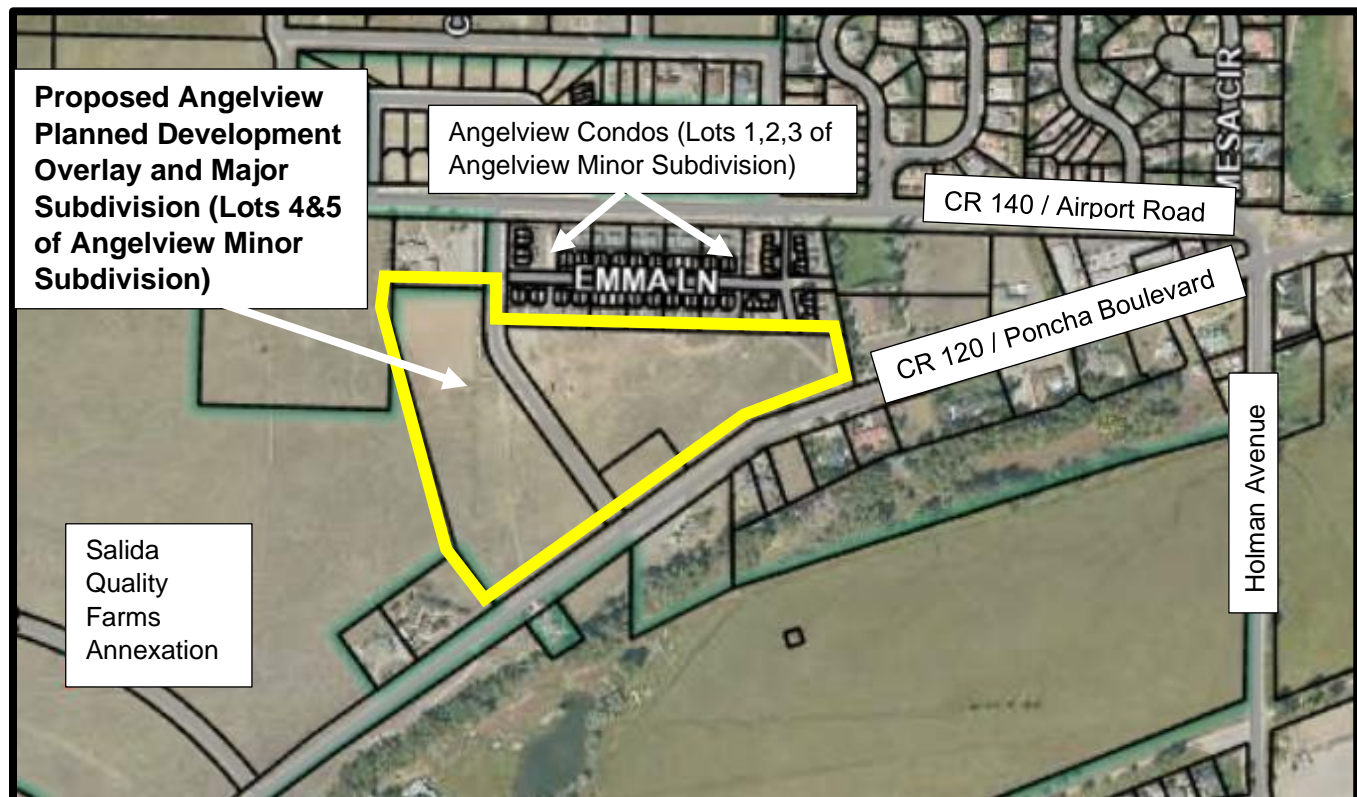 Proposed Angelview
Planned Development
Overlay and Major
Subdivision (Lots 4&5
of Angelview Minor
Subdivision)
Angelview Condos (Lots 1,2,3 of
Angelview Minor Subdivision)
MESA CIR
CR 140 / Airport Road
EMMA LN
CR 120 / Poncha Boulevard
Holman Avenue
Salida
Quality
Farms
Annexation